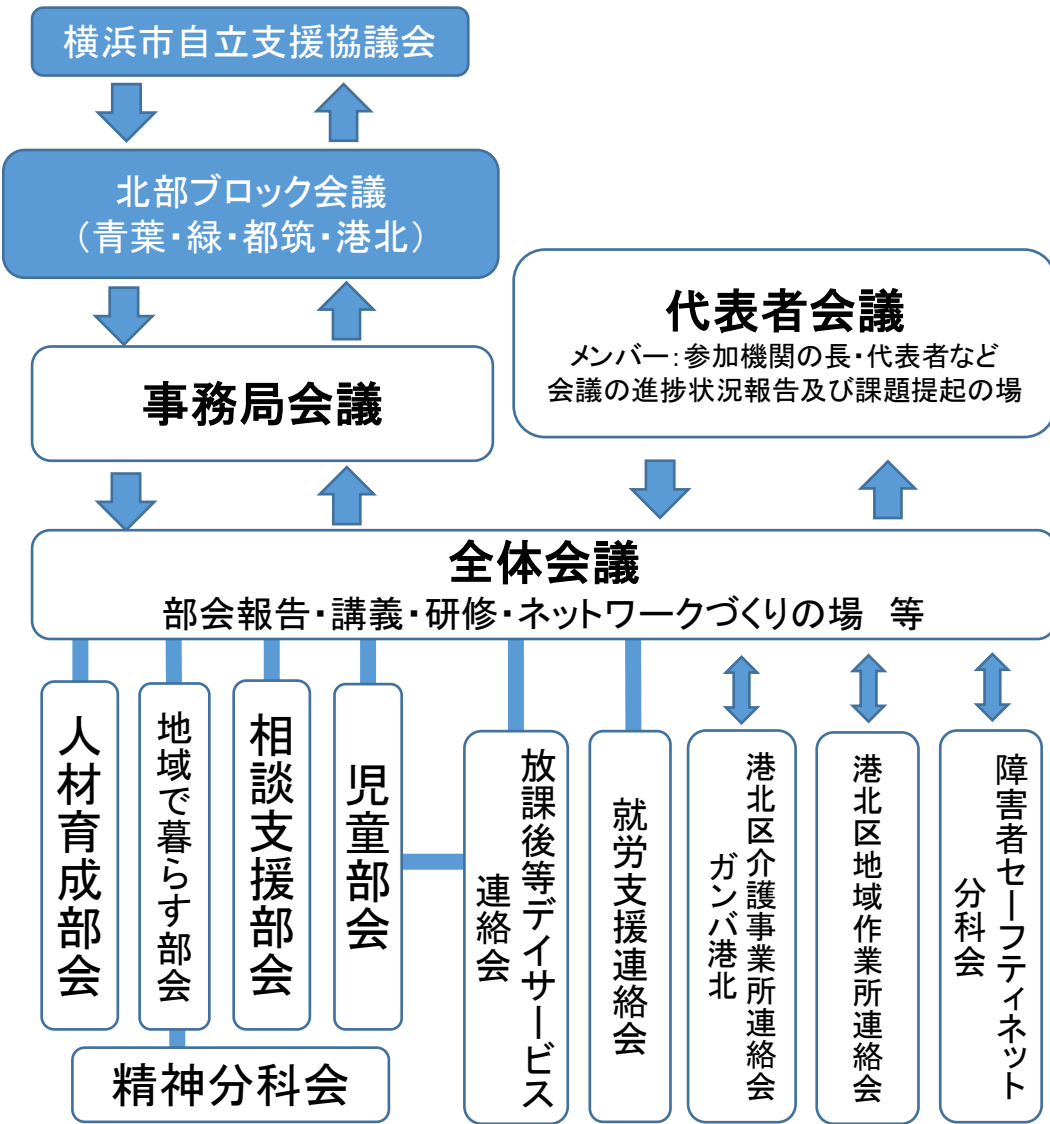 横浜市自立支援協議会
北部ブロック会議
（青葉・緑・都筑・港北）
代表者会議
メンバー：参加機関の長・代表者など
会議の進捗状況報告及び課題提起の場
事務局会議
全体会議
部会報告・講義・研修・ネットワークづくりの場　等
人材育成部会
地域で暮らす部会
相談支援部会
児童部会
放課後等デイサービス
連絡会
就労支援連絡会
港北区介護事業所連絡会
ガンバ港北
港北区地域作業所連絡会
障害者セーフティネット
分科会
精神分科会